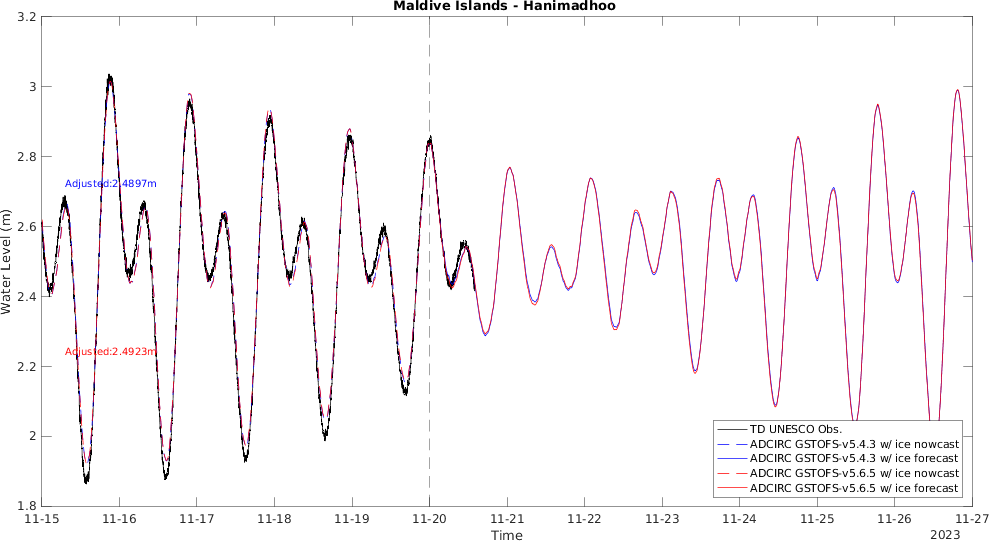 Maldive Islands - Hanimadhoo
3.2
3
2.8
2.6
2.4
2.2
2
1.8
Water Level (m)
Adjusted:2.4897m
Adjusted:2.4923m
TD UNESCO Obs.
ADCIRC GSTOFS-v5.4.3 w/ ice nowcast
ADCIRC GSTOFS-v5.4.3 w/ ice forecast
ADCIRC GSTOFS-v5.6.5 w/ ice nowcast
ADCIRC GSTOFS-v5.6.5 w/ ice forecast
11-15 11-16 11-17 11-18 11-19 11-20 11-21 11-22 11-23 11-24 11-25 11-26 11-27
Time
2023